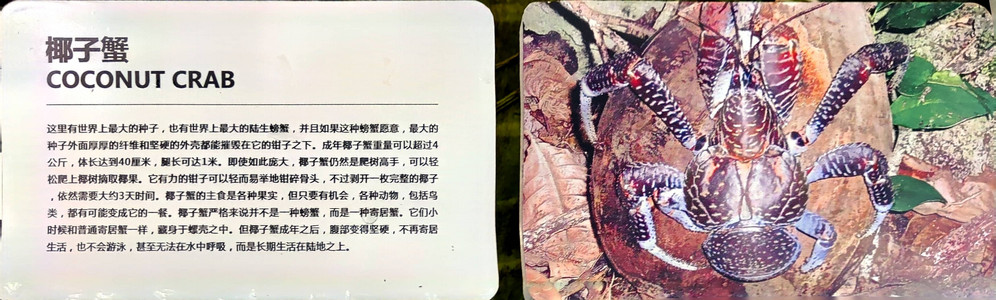 椰子蟹
COCONUT CRAB
这里有世界上最大的种子，也有世界上最大的陆生螃蟹，并且如果这种螃蟹愿意，最大的
种子外面厚厚的纤维和坚硬的外壳都能摧毁在它的钳子之下。成年椰子蟹重量可以超过4
公斤，体长达到40厘米，腿长可达1米。即使如此庞大，椰子蟹仍然是爬树高手，可以轻
松爬上椰树摘取椰果。它有力的钳子可以轻而易举地钳碎骨头，不过剥开一枚完整的椰子
，依然需要大约3天时间。椰子蟹的主食是各种果实，但只要有机会，各种动物，包括鸟
类，都有可能变成它的一餐。椰子蟹严格来说并不是一种螃蟹，而是一种寄居蟹。它们小
时候和普通寄居蟹一样，藏身于螺壳之中。但椰子蟹成年之后，腹部变得坚硬，不再寄居
生活，也不会游泳，甚至无法在水中呼吸，而是长期生活在陆地之上。